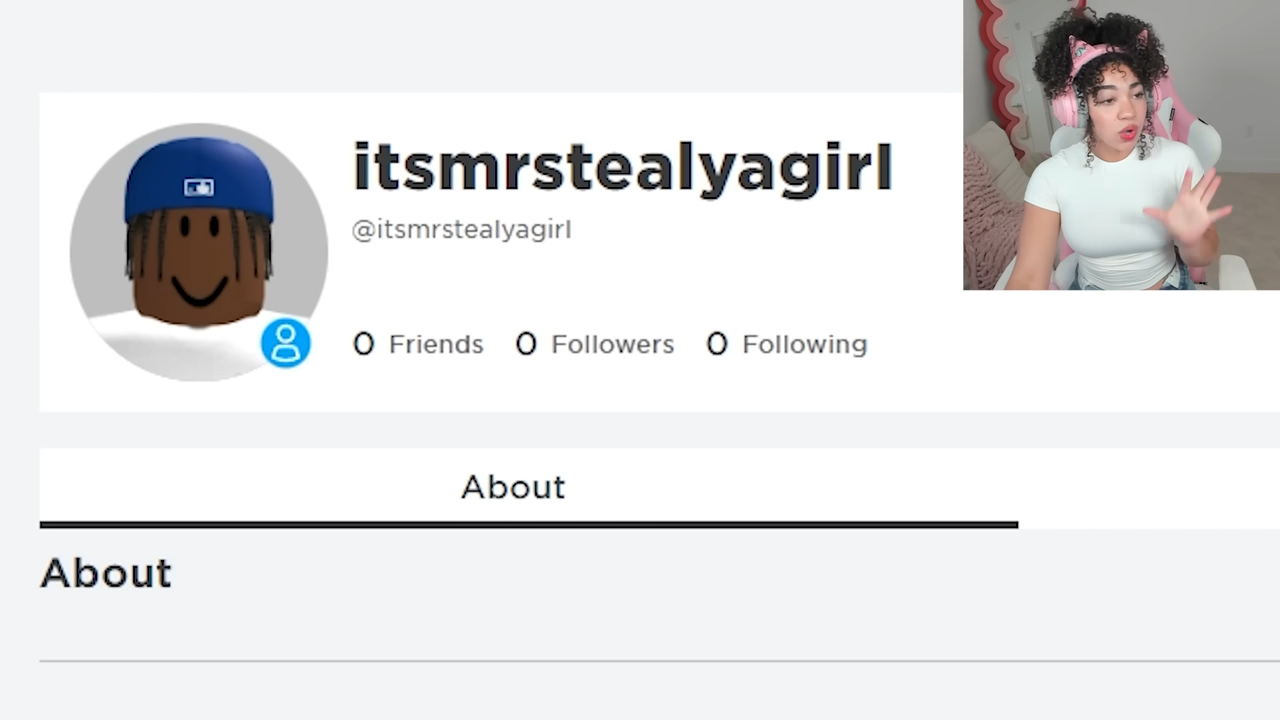 itsmrstealyagirl
@itsmrstealyagirl
0 Friends 0 Followers 0 Following
About
About